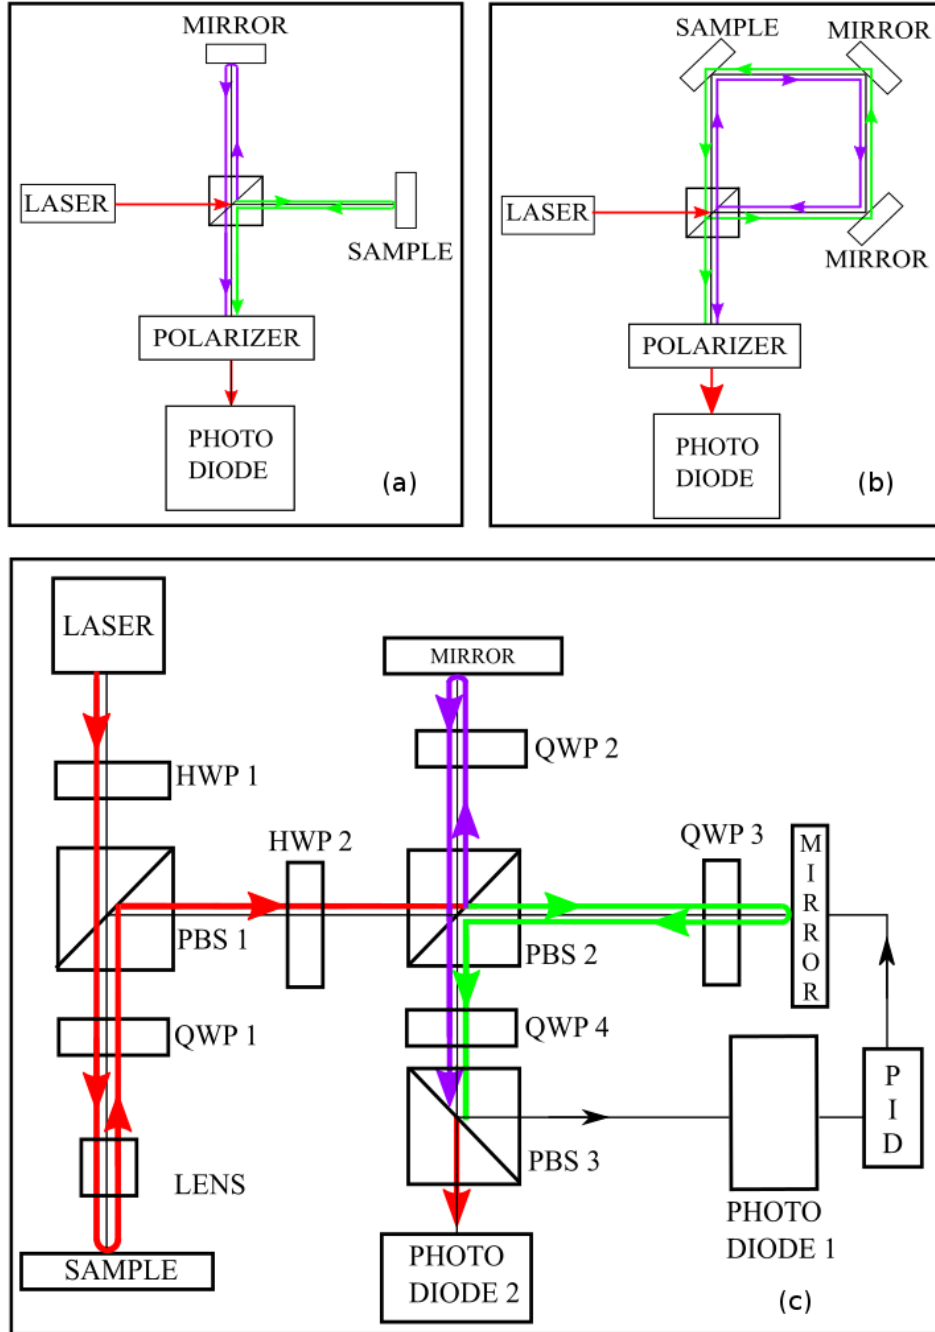 MIRROR
LASER
SAMPLE
POLARIZER
PHOTO
DIODE
(a)
SAMPLE
MIRROR
LASER
MIRROR
POLARIZER
PHOTO
DIODE
(b)
LASER
MIRROR
HWP 1
QWP 2
HWP 2
QWP 3
MIRROR
PBS 1
PBS 2
QWP 1
QWP 4
PID
LENS
PBS 3
PHOTO
DIODE 1
SAMPLE
PHOTO
DIODE 2
(c)